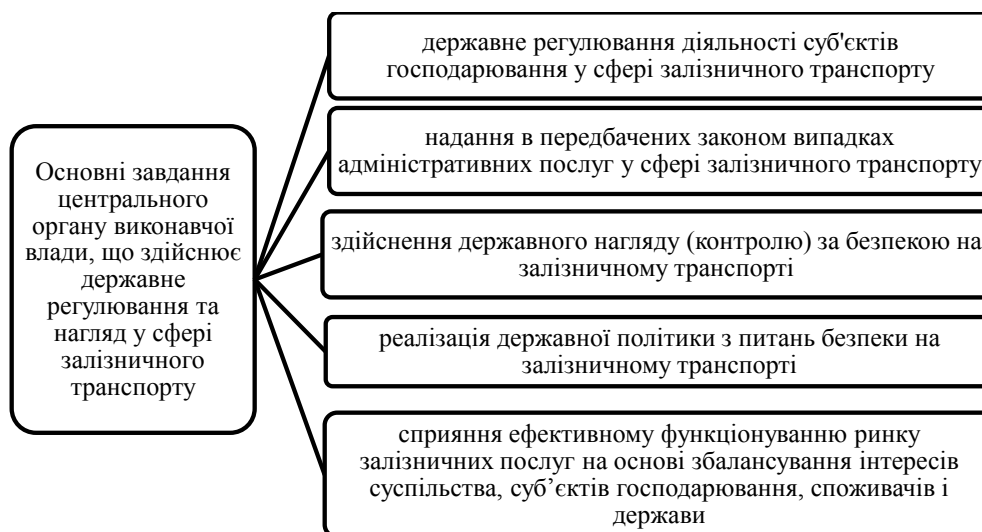 Основні завдання
центрального
органу виконавчої
влади, що здійснює
державне
регулювання та
нагляд у сфері
залізничного
транспорту
державне регулювання діяльності суб'єктів
господарювання у сфері залізничного транспорту
надання в передбачених законом випадках
адміністративних послуг у сфері залізничного транспорту
здійснення державного нагляду (контролю) за безпекою на
залізничному транспорті
реалізація державної політики з питань безпеки на
залізничному транспорті
сприяння ефективному функціонуванню ринку
залізничних послуг на основі збалансування інтересів
суспільства, суб’єктів господарювання, споживачів і
держави